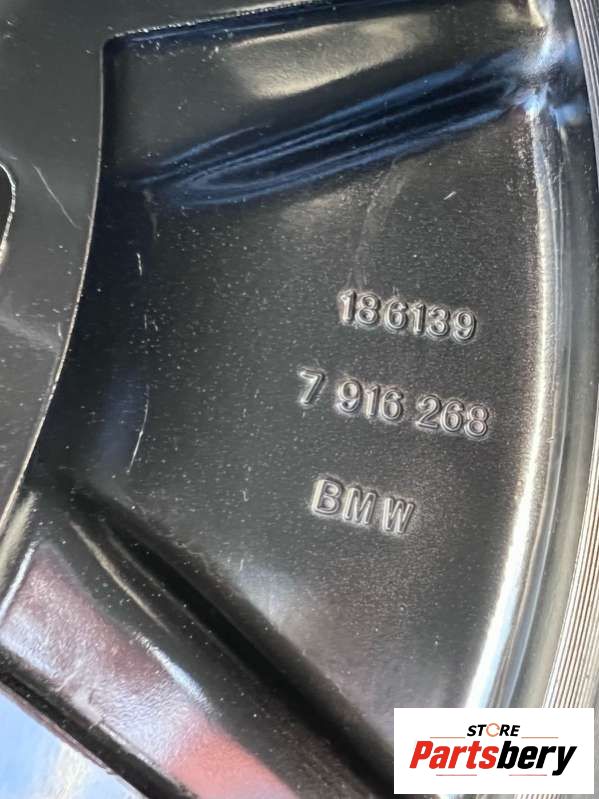 186139
7 916 268
BMW
STORE
Partsbery